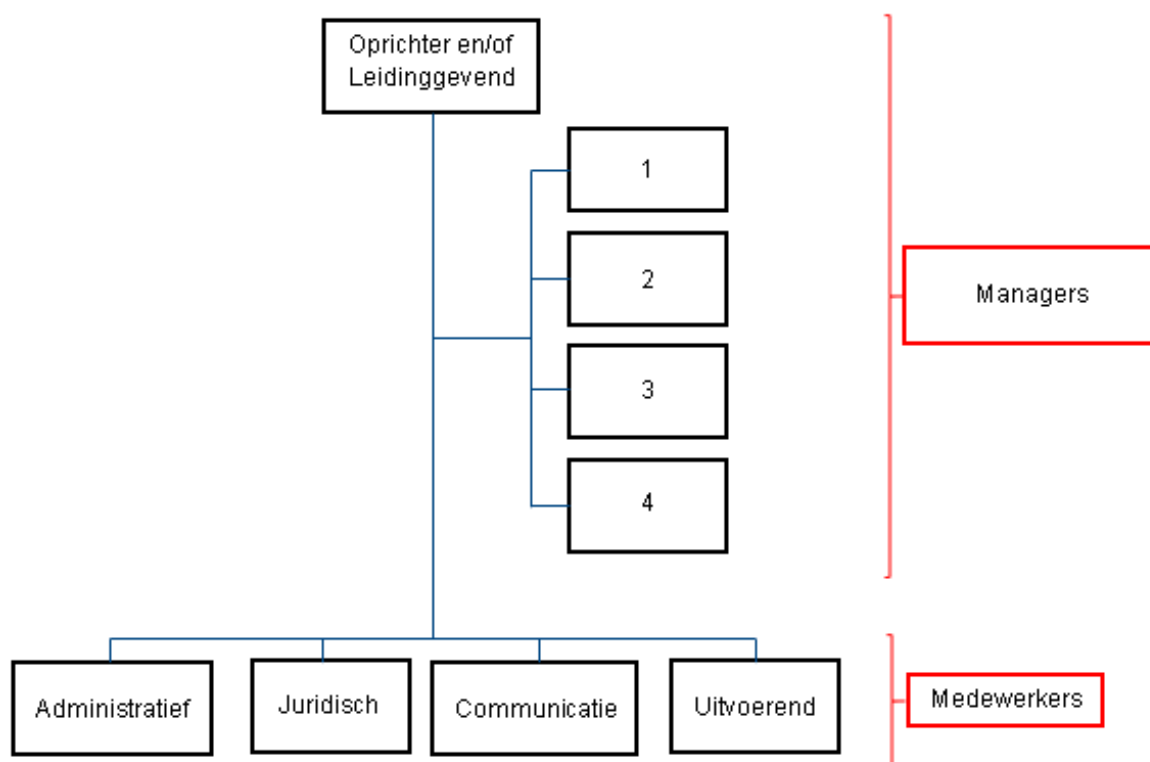 Oprichter en/of
Leidinggevend
1
2
Managers
3
4
Administratief
Juridisch
Communicatie
Uitvoerend
Medewerkers